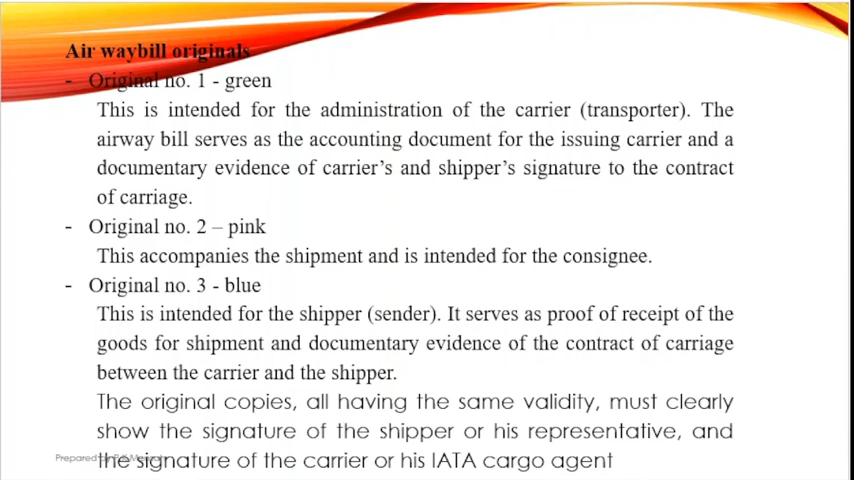 Air waybill originals
- Original no. 1 - green
This is intended for the administration of the carrier (transporter). The
airway bill serves as the accounting document for the issuing carrier and a
documentary evidence of carrier’s and shipper’s signature to the contract
of carriage.
- Original no. 2 – pink
This accompanies the shipment and is intended for the consignee.
- Original no. 3 - blue
This is intended for the shipper (sender). It serves as proof of receipt of the
goods for shipment and documentary evidence of the contract of carriage
between the carrier and the shipper.
The original copies, all having the same validity, must clearly
show the signature of the shipper or his representative, and
the signature of the carrier or his IATA cargo agent
Prepared